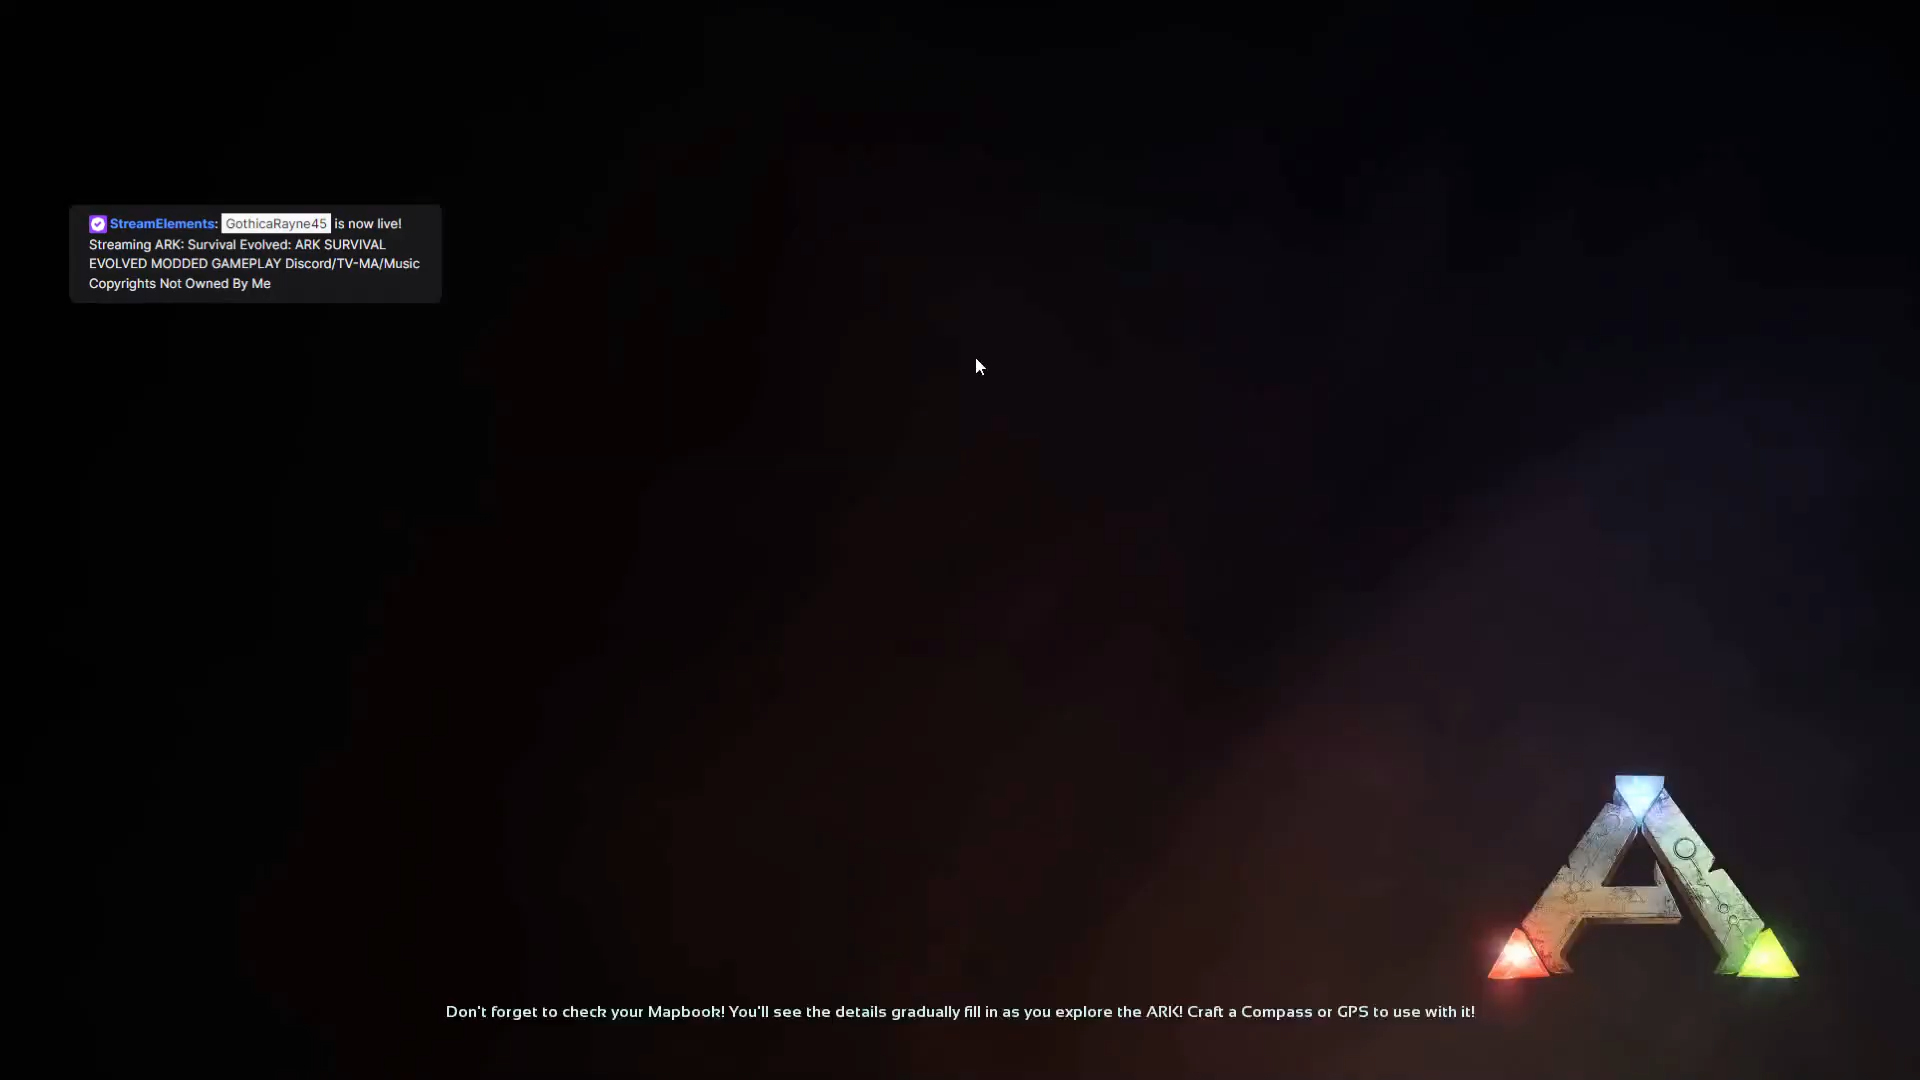 StreamElements: GothicaRayne45 is now live!
Streaming ARK: Survival Evolved: ARK SURVIVAL
EVOLVED MODDED GAMEPLAY Discord/TV-MA/Music
Copyrights Not Owned By Me
Don't forget to check your Mapbook! You'll see the details gradually fill in as you explore the ARK! Craft a Compass or GPS to use with it!